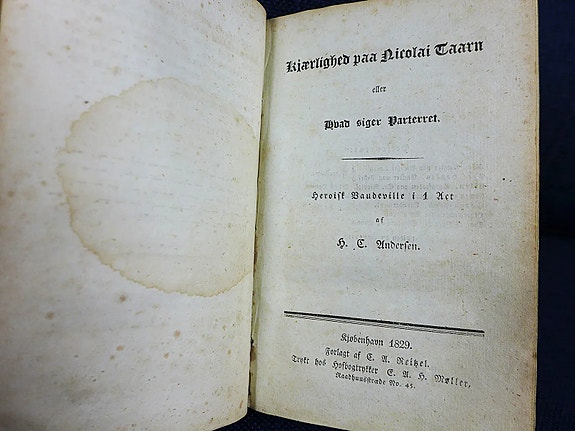 Kjærlighed paa Nicolai Taarn
eller
Hvad siger Parterret.
Heroisk Vaudeville i 1 Act
af
H. C. Andersen.
Kjøbenhavn 1829.
Forlagt af C. A. Reitzel.
Trykt hos Hofbogtrykker E. A. H. Møller,
Raadhuusstræde No. 45.